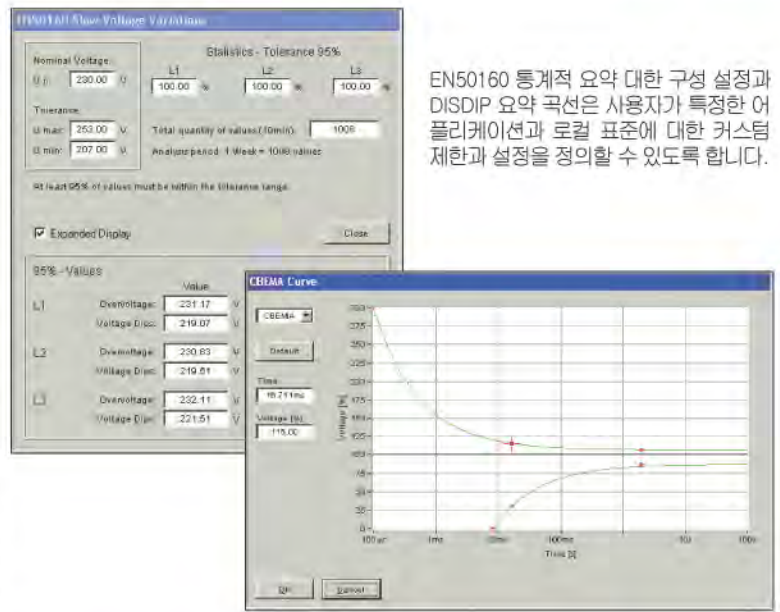 EN50160 Slow Voltage Variations
Nominal Voltage
230.00 V
Tolerance
U max: 253.00 V
U min: 207.00 V
Statistics - Tolerance 95%
L1 L2 L3
100.00 % 100.00 % 100.00 %
Total quantity of values (10min): 1008
Analysis period: 1 Week = 1008 values
At least 95% of values must be within the tolerance range.
Expanded Display
Close
95% - Values
Value
L1 Overvoltage: 231.17 V
Voltage Dips: 219.07 V
L2 Overvoltage: 230.83 V
Voltage Dips: 219.51 V
L3 Overvoltage: 232.11 V
Voltage Dips: 221.51 V
EN50160 통계적 요약 대한 구성 설정과
DISDIP 요약 곡선은 사용자가 특정한 어
플리케이션과 로컬 표준에 대한 커스텀
제한과 설정을 정의할 수 있도록 합니다.
CBEMA Curve
CBEMA
Default
Time
Voltage [%]
115.00
Voltage [%]
100ms
Time [s]
OK
Cancel